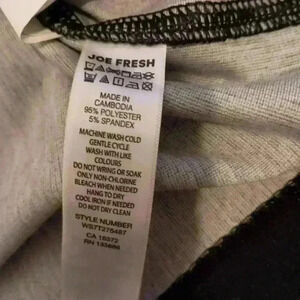 JOE FRESH
MADE IN
CAMBODIA
95% POLYESTER
5% SPANDEX
MACHINE WASH COLD
GENTLE CYCLE
WASH WITH LIKE
COLOURS
DO NOT WRING OR SOAK
ONLY NON-CHLORINE
BLEACH WHEN NEEDED
HANG TO DRY
COOL IRON IF NEEDED
DO NOT DRY CLEAN
STYLE NUMBER
WS7T275487
CA 15372
RN